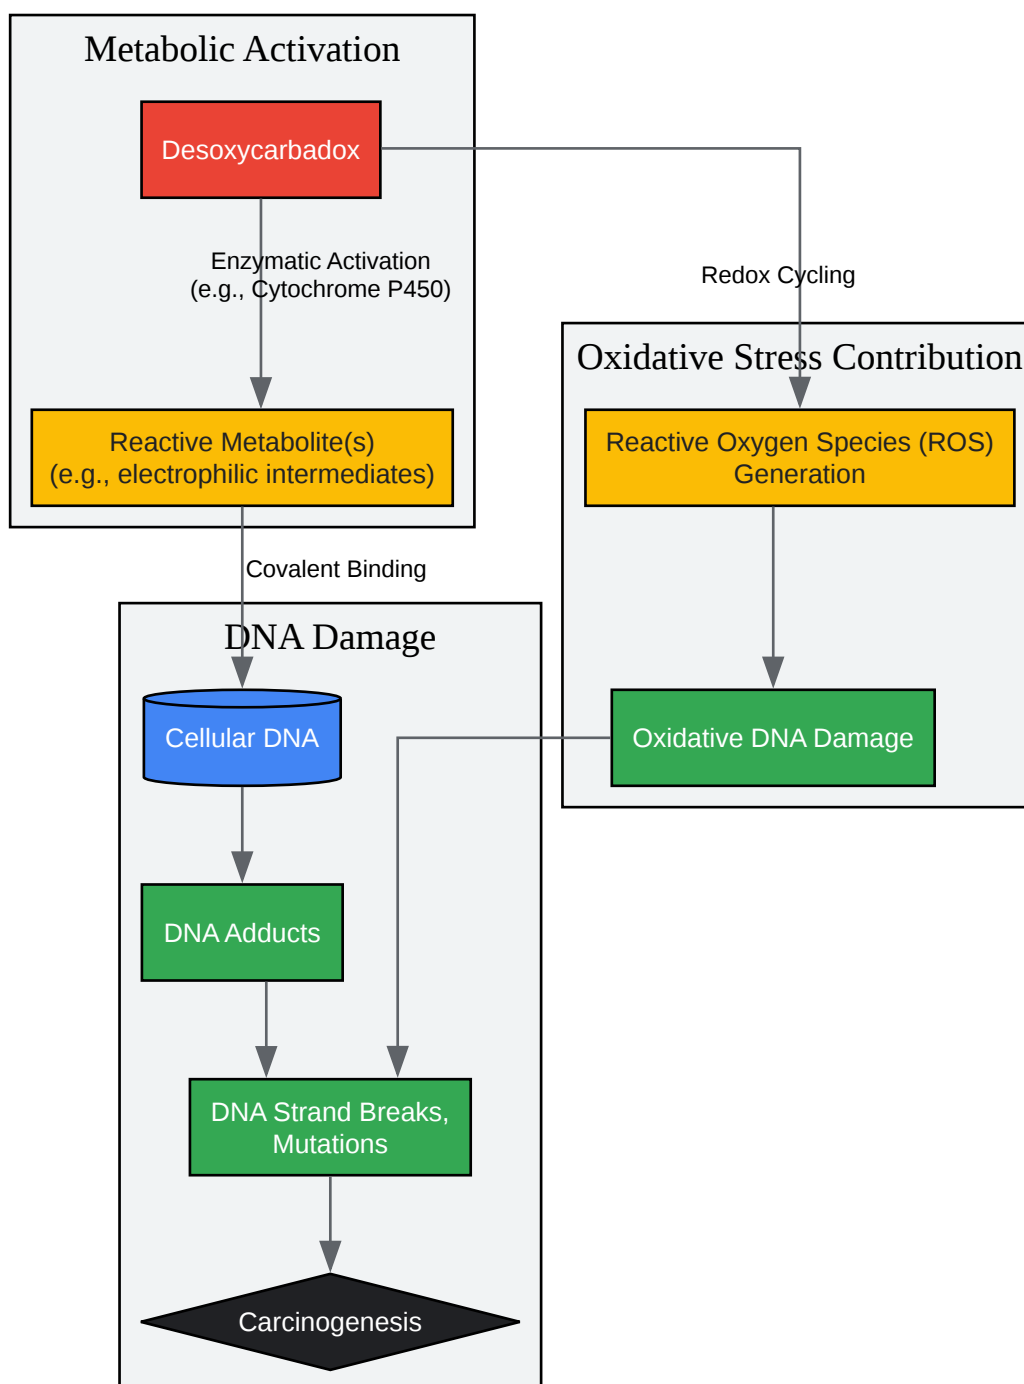 Metabolic Activation
Desoxycarbadox
Enzymatic Activation
(e.g., Cytochrome P450)
Redox Cycling
Oxidative Stress Contribution
Reactive Metabolite(s)
(e.g., electrophilic intermediates)
Reactive Oxygen Species (ROS)
Generation
Covalent Binding
DNA Damage
Cellular DNA
Oxidative DNA Damage
DNA Adducts
DNA Strand Breaks,
Mutations
Carcinogenesis